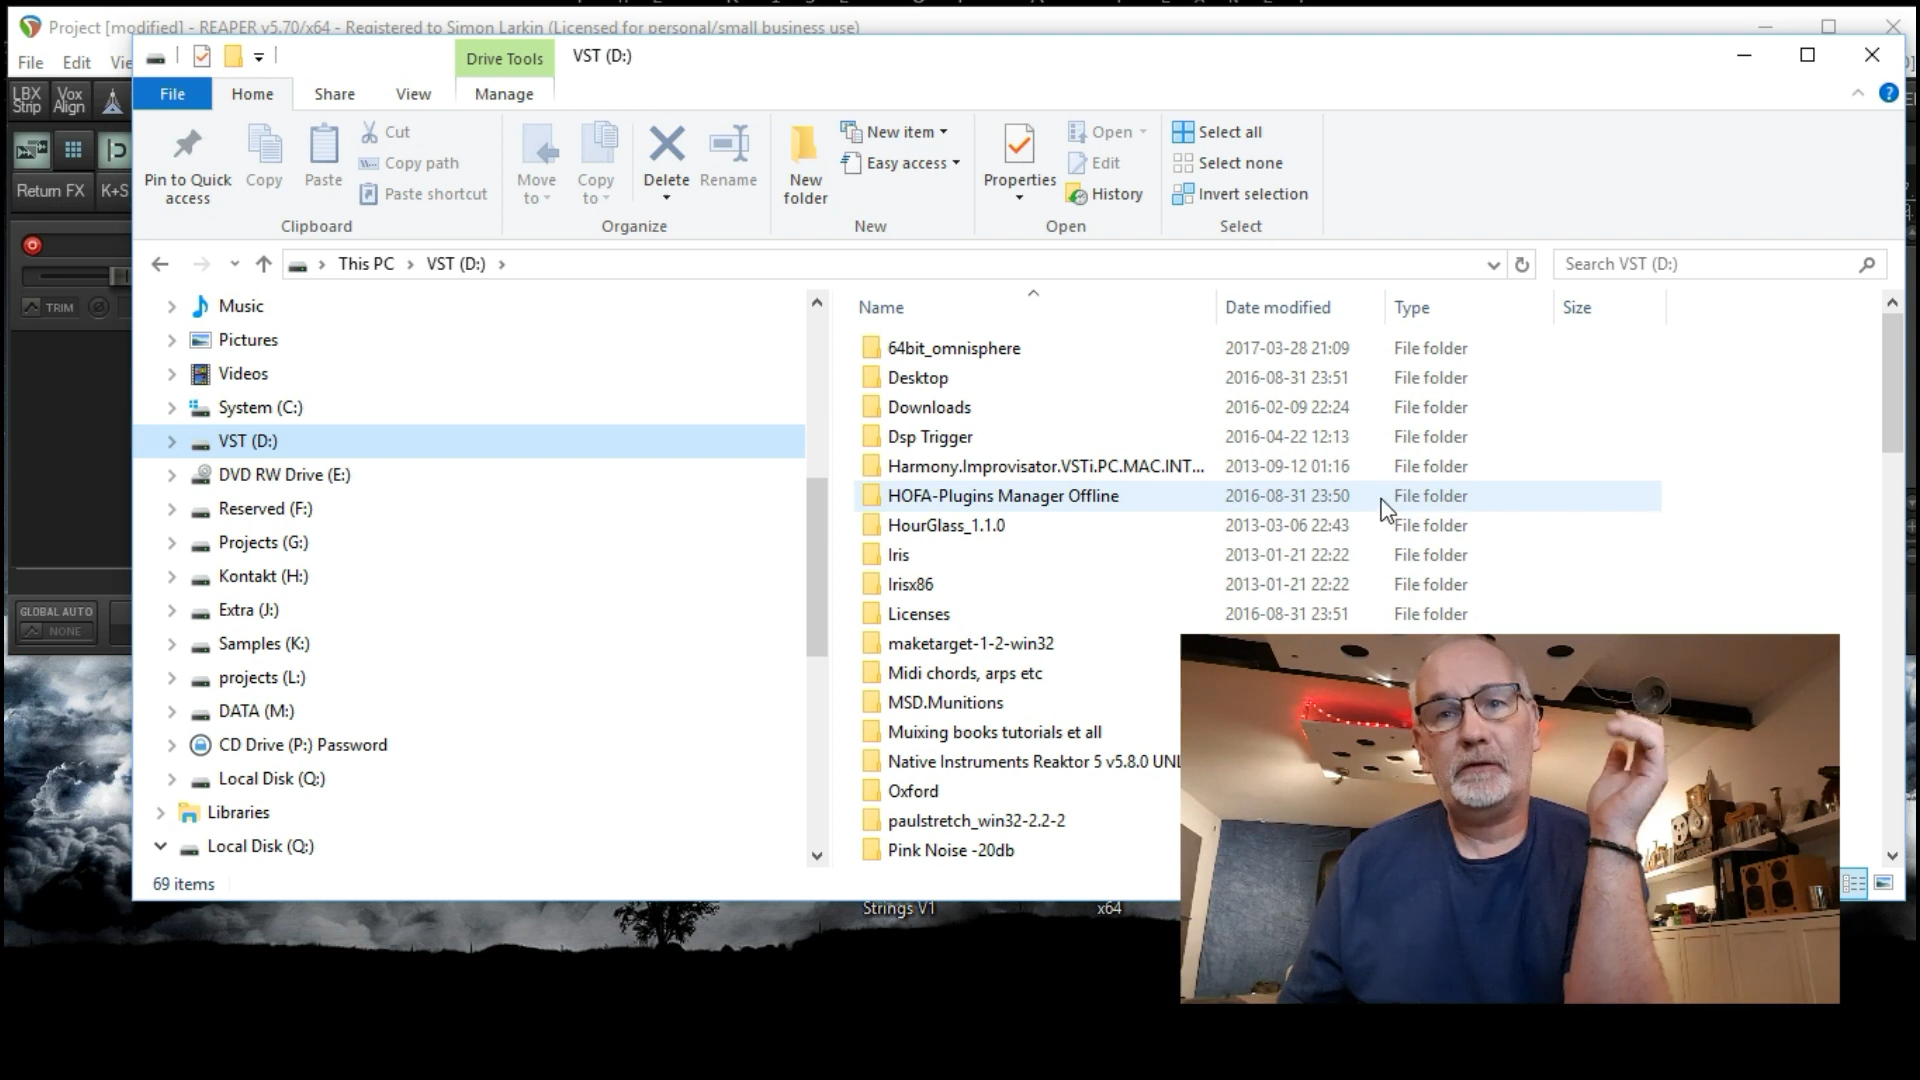 Project [modified] - REAPER v5.70/x64 - Registered to Simon Larkin (Licensed for personal/small business use)
File Edit Vie
LBX Strip
Vox Align
Return FX K+S
TRIM
GLOBAL AUTO
NONE
Drive Tools VST (D:)
File Home Share View Manage
Pin to Quick access
Copy
Paste
Cut
Copy path
Paste shortcut
Clipboard
Move to
Copy to
Delete
Rename
Organize
New folder
New item
Easy access
New
Properties
Open
Edit
History
Open
Select all
Select none
Invert selection
Select
This PC VST (D:)
Search VST (D:)
Music
Pictures
Videos
System (C:)
VST (D:)
DVD RW Drive (E:)
Reserved (F:)
Projects (G:)
Kontakt (H:)
Extra (J:)
Samples (K:)
projects (L:)
DATA (M:)
CD Drive (P:) Password
Local Disk (Q:)
Libraries
Local Disk (Q:)
69 items
Name Date modified Type Size
64bit_omnisphere 2017-03-28 21:09 File folder
Desktop 2016-08-31 23:51 File folder
Downloads 2016-02-09 22:24 File folder
Dsp Trigger 2016-04-22 12:13 File folder
Harmony.Improvisator.VSTi.PC.MAC.INT... 2013-09-12 01:16 File folder
HOFA-Plugins Manager Offline 2016-08-31 23:50 File folder
HourGlass_1.1.0 2013-03-06 22:43 File folder
Iris 2013-01-21 22:22 File folder
Irisx86 2013-01-21 22:22 File folder
Licenses 2016-08-31 23:51 File folder
maketarget-1-2-win32
Midi chords, arps etc
MSD.Munitions
Muixing books tutorials et all
Native Instruments Reaktor 5 v5.8.0 UNL
Oxford
paulstretch_win32-2.2-2
Pink Noise -20db
Strings V1 x64